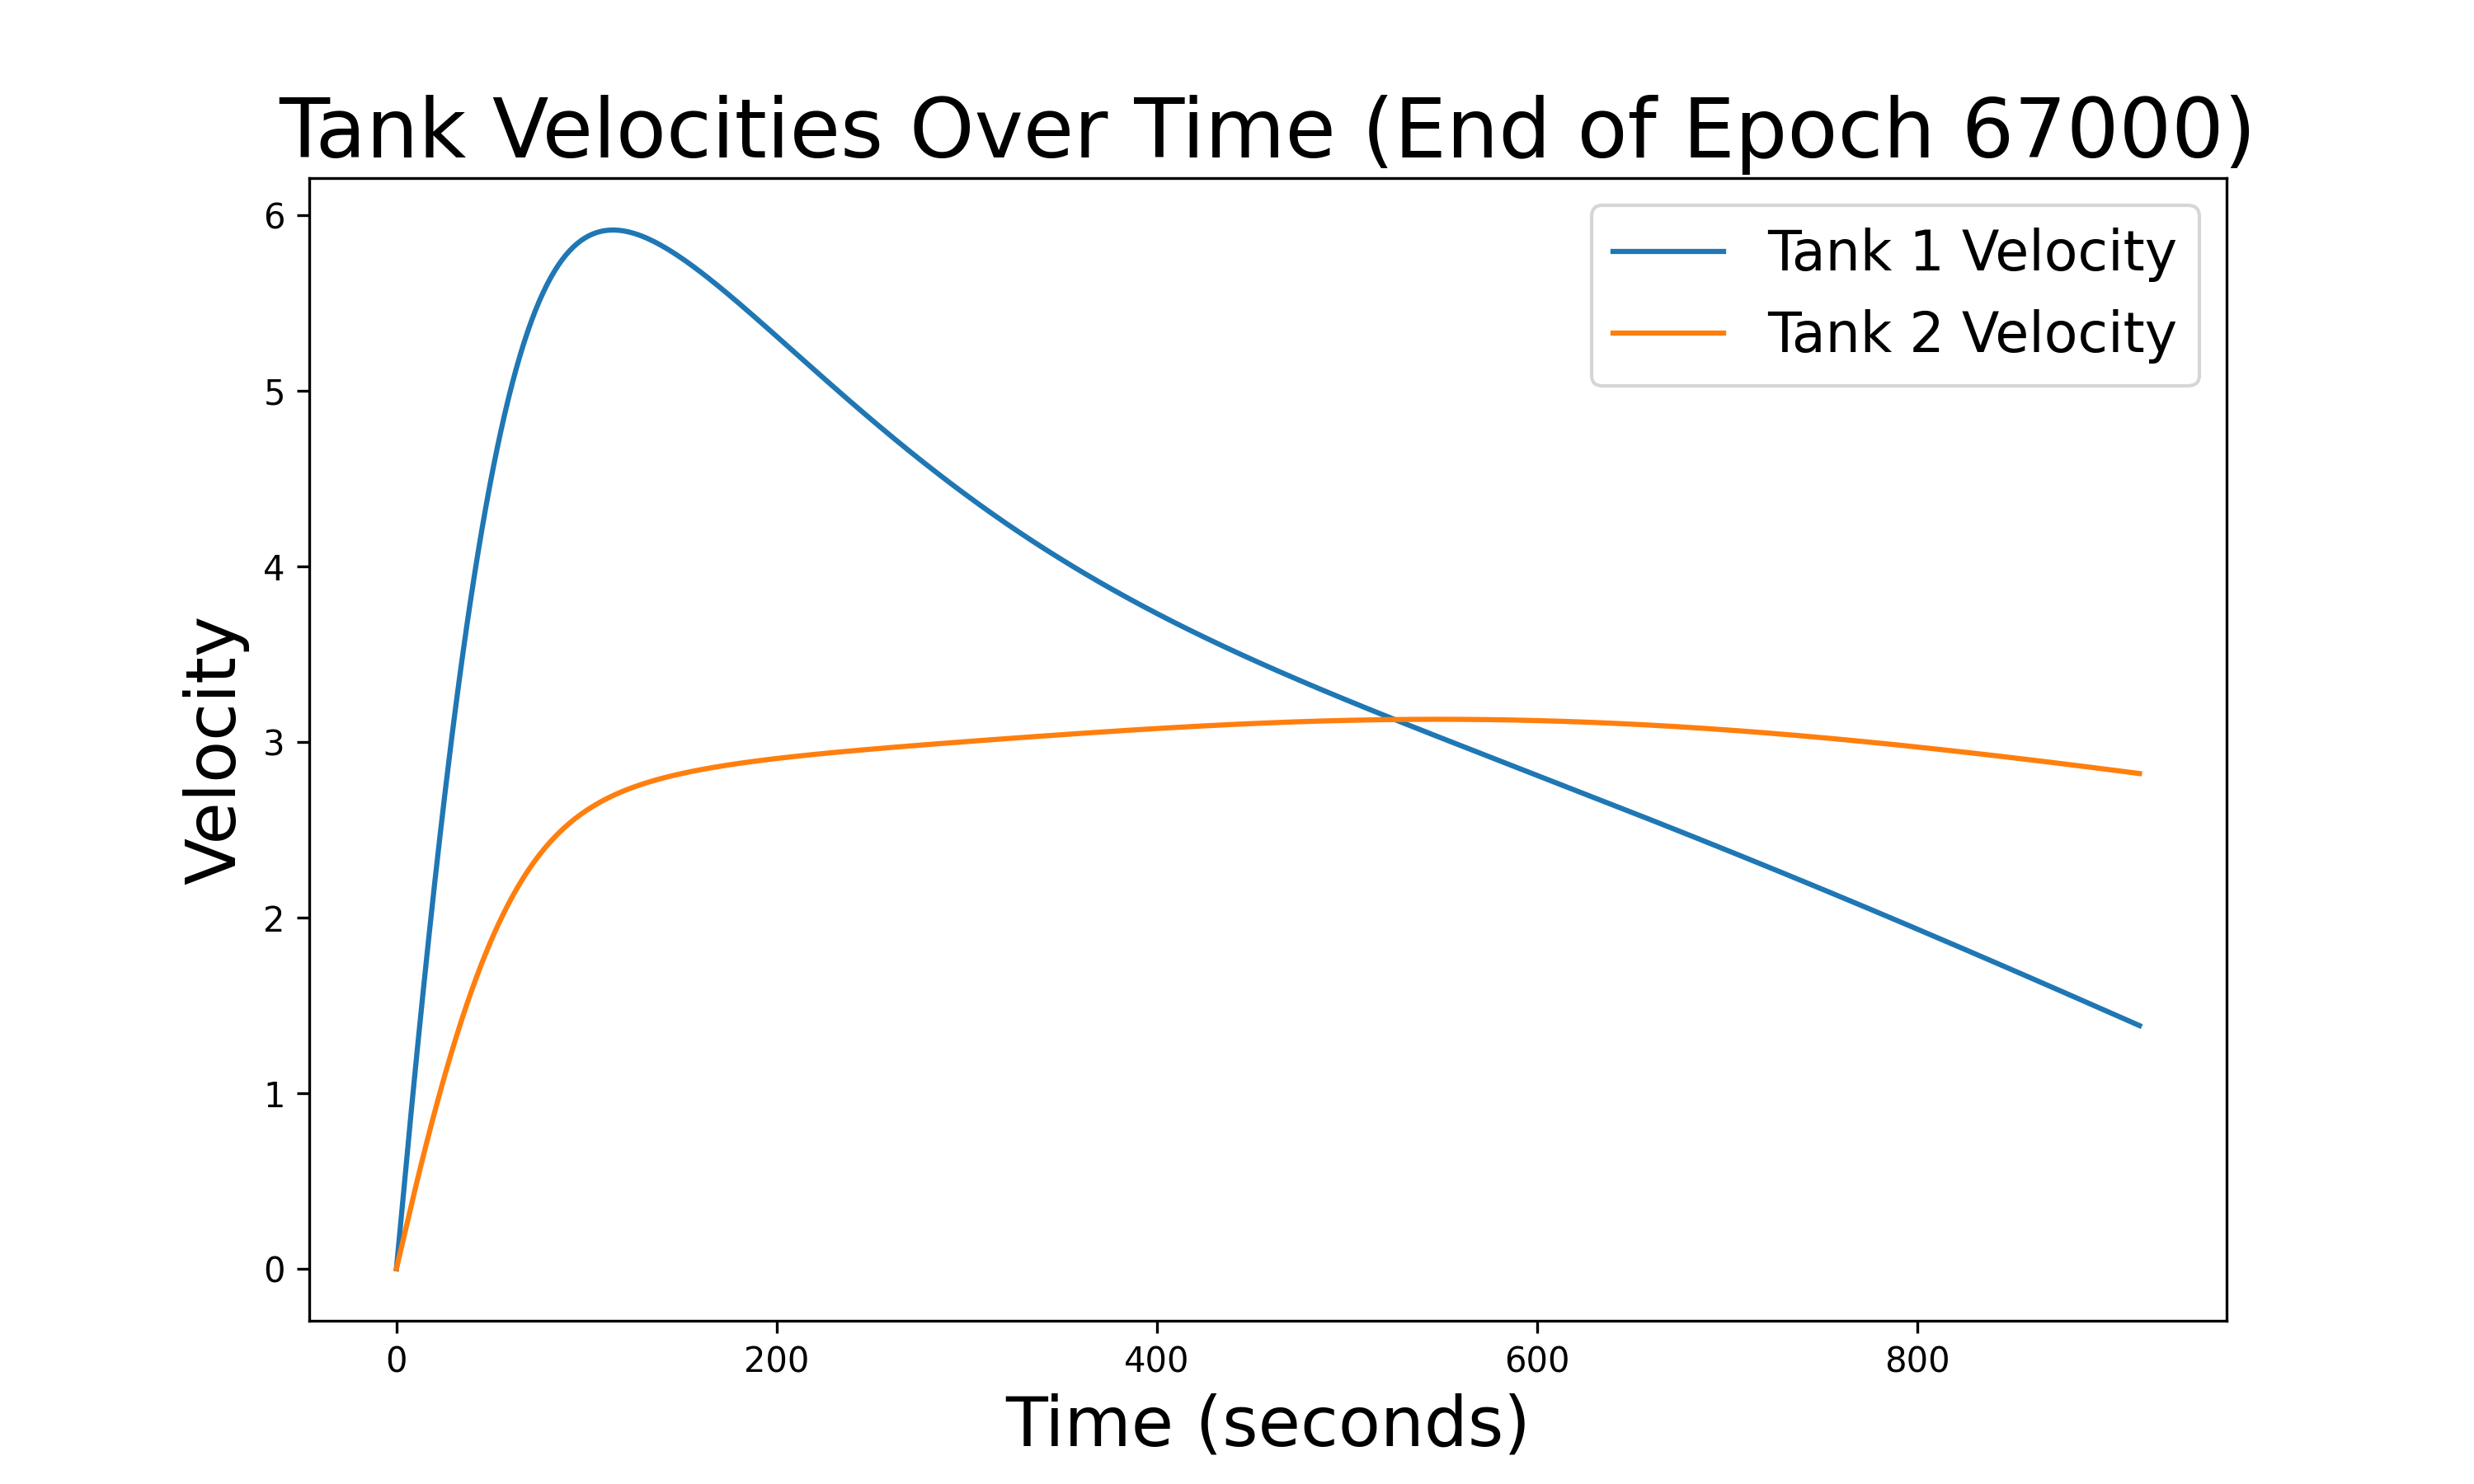 Tank Velocities Over Time (End of Epoch 67000)
Tank 1 Velocity
Tank 2 Velocity
Velocity
6
5
4
3
2
1
0
0 200 400 600 800
Time (seconds)